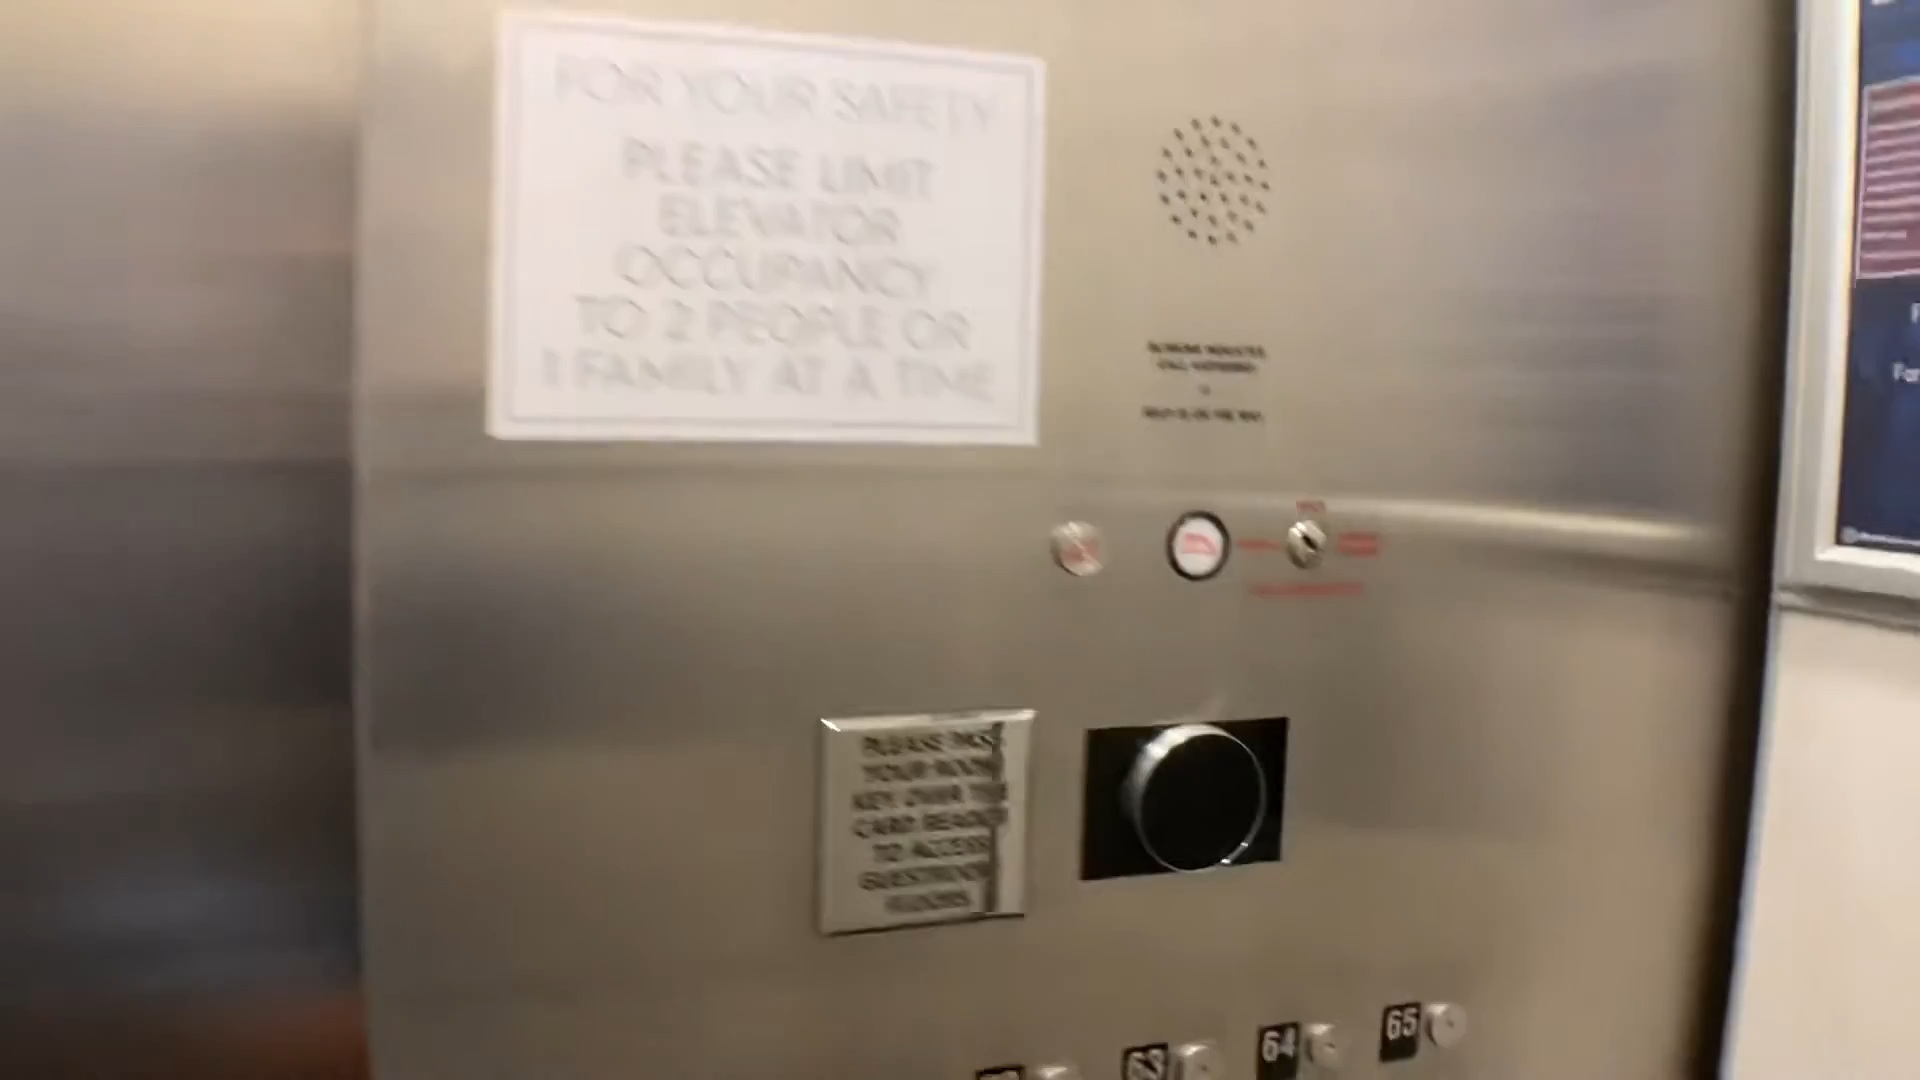 FOR YOUR SAFETY
PLEASE LIMIT
ELEVATOR
OCCUPANCY
TO 2 PEOPLE OR
1 FAMILY AT A TIME
PLEASE PASS
YOUR ROOM
KEY OVER THE
CARD READER
TO ACCESS
GUESTROOM
FLOORS
63
64
65